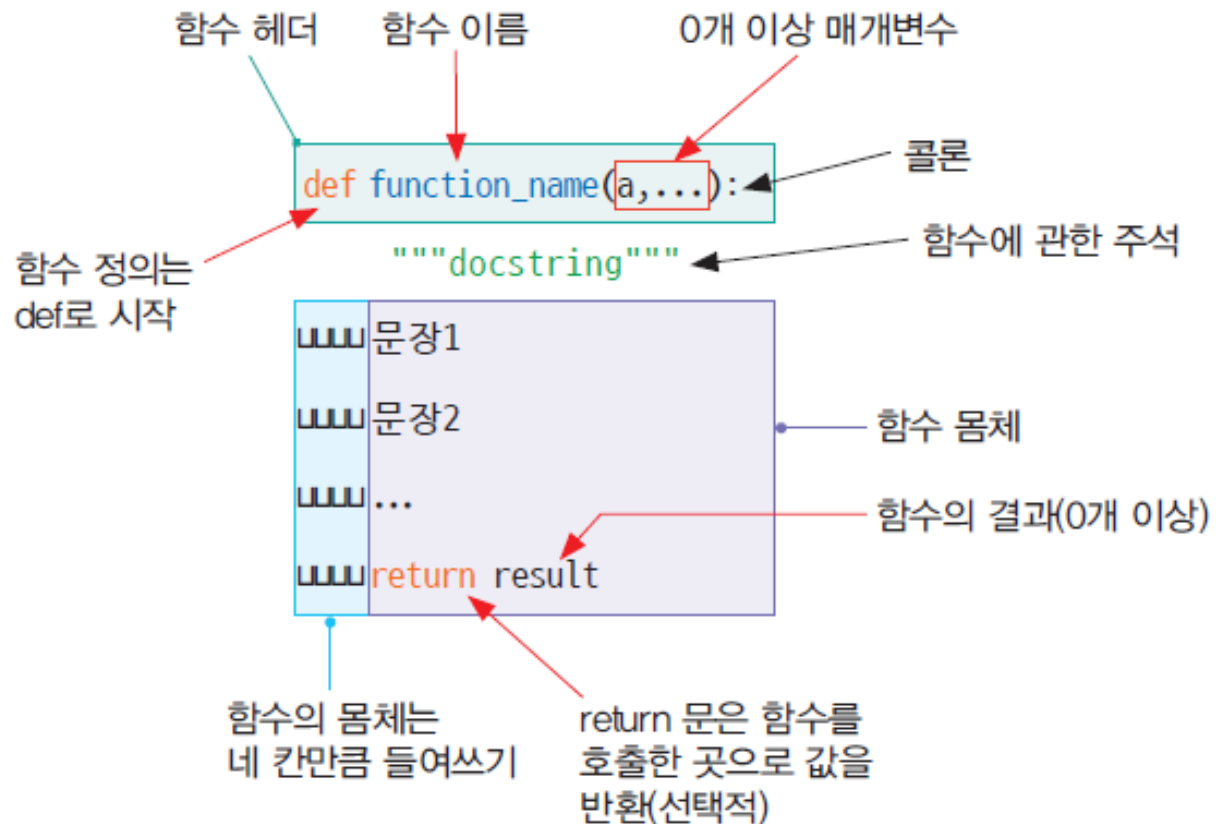 함수 헤더
함수 이름
0개 이상 매개변수
def function_name(a,...):
콜론
"""docstring"""
함수에 관한 주석
함수 정의는
def로 시작
␣␣␣␣문장1
␣␣␣␣문장2
함수 몸체
␣␣␣␣...
함수의 결과(0개 이상)
␣␣␣␣return result
함수의 몸체는
네 칸만큼 들여쓰기
return 문은 함수를
호출한 곳으로 값을
반환(선택적)